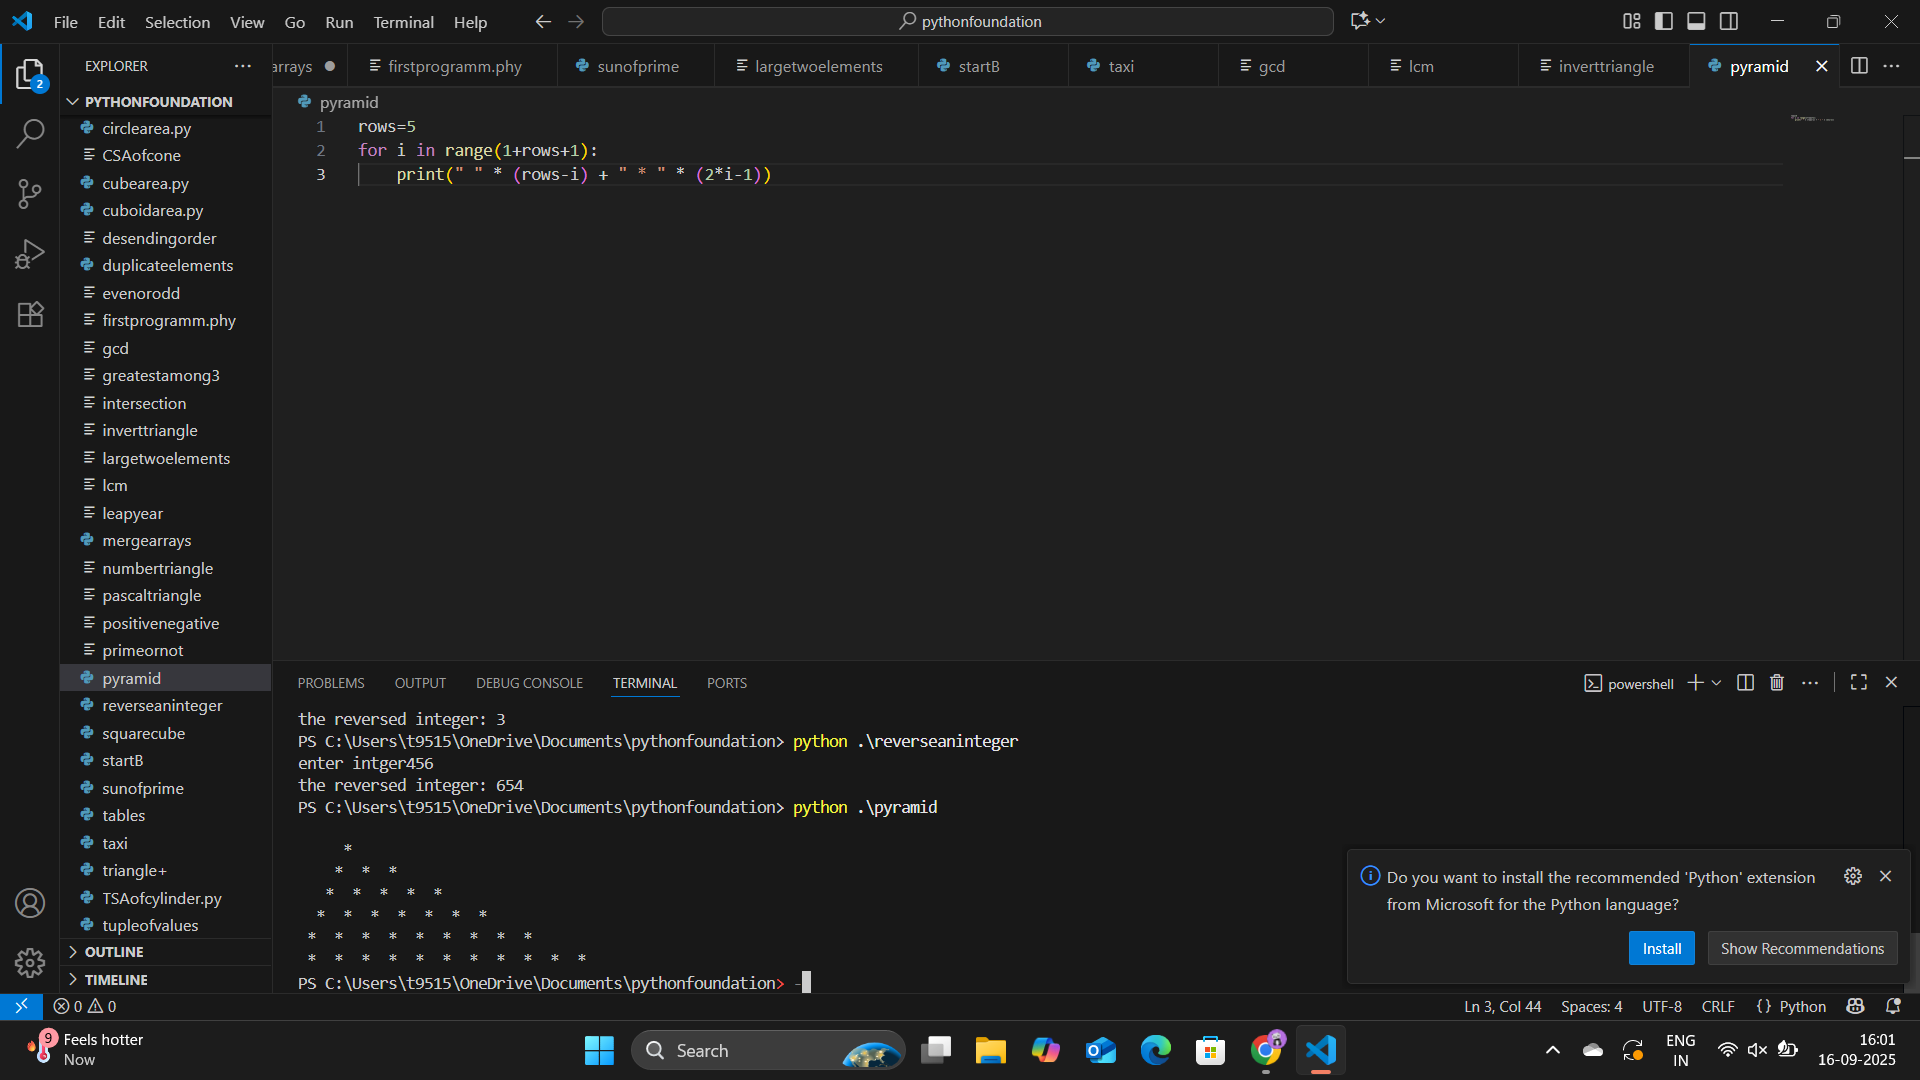 File Edit Selection View Go Run Terminal Help
pythonfoundation
2
EXPLORER
PYTHONFOUNDATION
circlearea.py
CSAofcone
cubearea.py
cuboidarea.py
desendingorder
duplicateelements
evenorodd
firstprogramm.phy
gcd
greatestamong3
intersection
inverttriangle
largetwoelements
lcm
leapyear
mergearrays
numbertriangle
pascaltriangle
positivenegative
primeornot
pyramid
reverseaninteger
squarecube
startB
sunofprime
tables
taxi
triangle+
TSAofcylinder.py
tupleofvalues
OUTLINE
TIMELINE
arrays firstprogramm.phy sunofprime largetwoelements startB taxi gcd lcm inverttriangle pyramid
pyramid
1 rows=5
2 for i in range(1+rows+1):
3 print(" " * (rows-i) + " * " * (2*i-1))
PROBLEMS OUTPUT DEBUG CONSOLE TERMINAL PORTS
powershell
the reversed integer: 3
PS C:\Users\t9515\OneDrive\Documents\pythonfoundation> python .\reverseaninteger
enter intger456
the reversed integer: 654
PS C:\Users\t9515\OneDrive\Documents\pythonfoundation> python .\pyramid
*
* * *
* * * * *
* * * * * * *
* * * * * * * * *
* * * * * * * * * * *
PS C:\Users\t9515\OneDrive\Documents\pythonfoundation> -
Do you want to install the recommended 'Python' extension
from Microsoft for the Python language?
Install Show Recommendations
0 0
Ln 3, Col 44 Spaces: 4 UTF-8 CRLF {} Python
9
Feels hotter
Now
Search
ENG
IN
16:01
16-09-2025